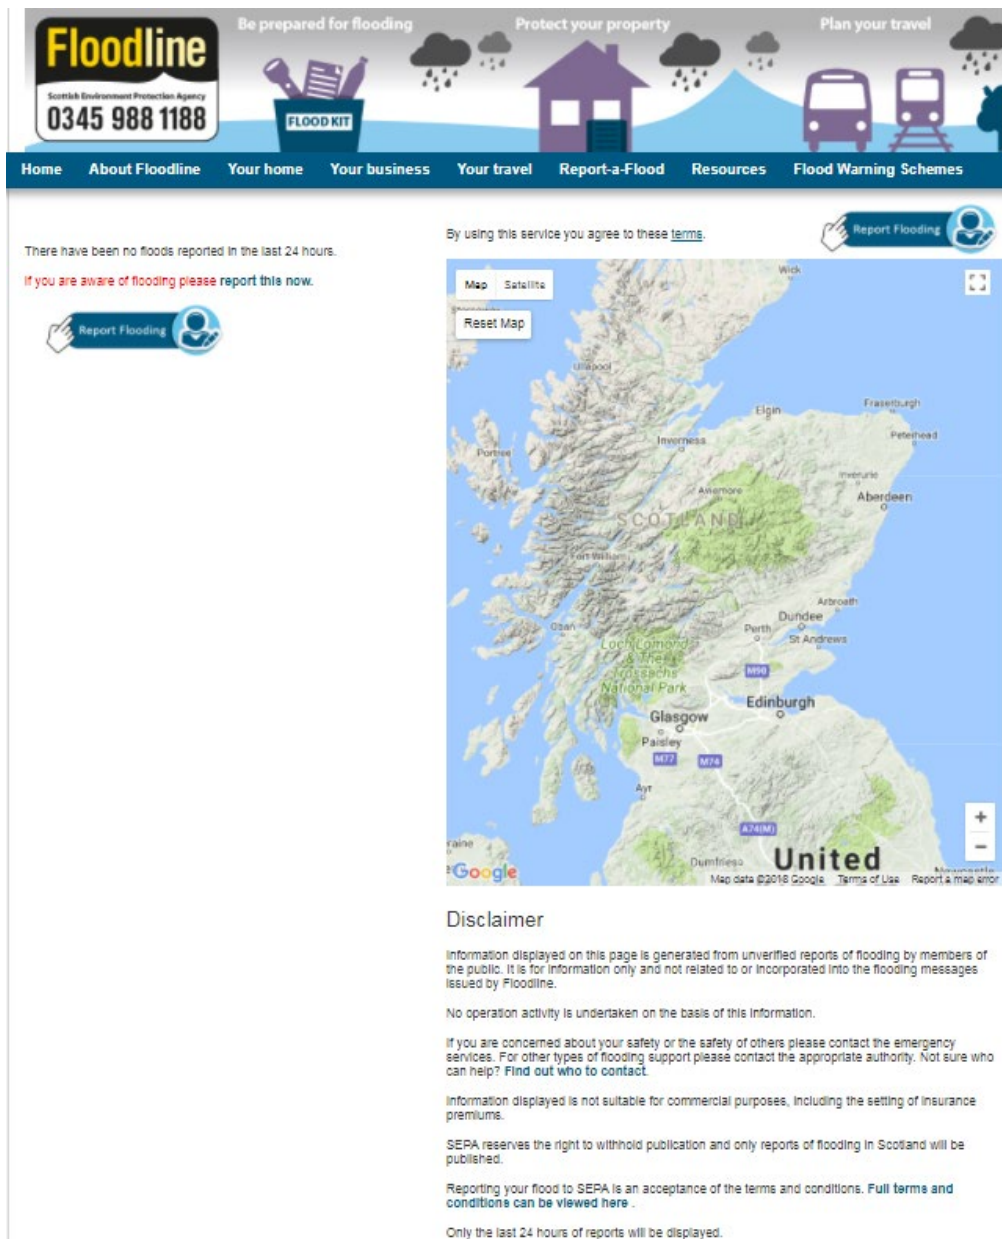 Be prepared for flooding
Protect your property
Plan your travel
Floodline
Scottish Environment Protection Agency
0345 988 1188
FLOOD KIT
Home About Floodline Your home Your business Your travel Report-a-Flood Resources Flood Warning Schemes
There have been no floods reported in the last 24 hours.
If you are aware of flooding please report this now.
Report Flooding
By using this service you agree to these terms.
Report Flooding
Map Satellite
Reset Map
Wick
Ullapool
Elgin
Fraserburgh
Peterhead
Inverness
Portree
Inverurie
Aviemore
Aberdeen
SCOTLAND
Fort William
Arbroath
Dundee
Oban
Perth
St Andrews
Loch Lomond
& The
Trossachs
National Park
M90
Edinburgh
Glasgow
Paisley
M77
M74
Ayr
A74(M)
raine
Dumfries
United
Newcastle
Google
Map data ©2018 Google Terms of Use Report a map error
Disclaimer
Information displayed on this page is generated from unverified reports of flooding by members of
the public. It is for information only and not related to or incorporated into the flooding messages
issued by Floodline.
No operation activity is undertaken on the basis of this information.
If you are concerned about your safety or the safety of others please contact the emergency
services. For other types of flooding support please contact the appropriate authority. Not sure who
can help? Find out who to contact.
Information displayed is not suitable for commercial purposes, including the setting of insurance
premiums.
SEPA reserves the right to withhold publication and only reports of flooding in Scotland will be
published.
Reporting your flood to SEPA is an acceptance of the terms and conditions. Full terms and
conditions can be viewed here .
Only the last 24 hours of reports will be displayed.